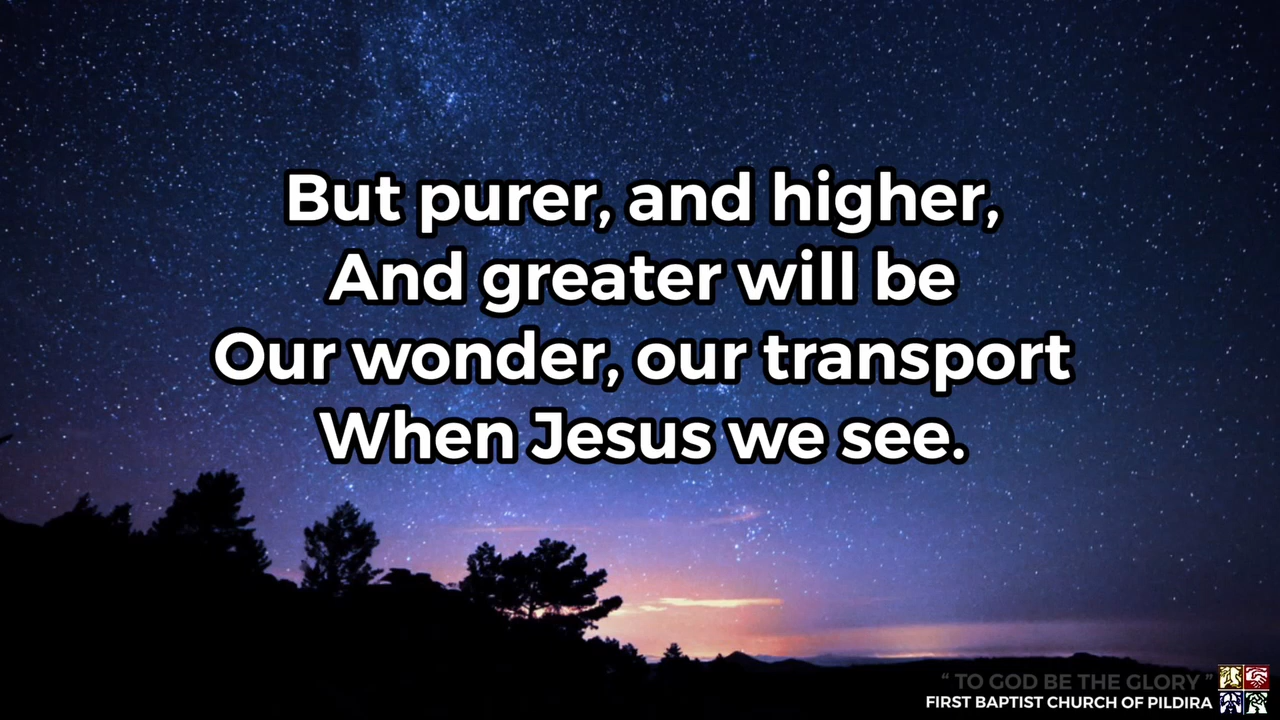 But purer, and higher,
And greater will be
Our wonder, our transport
When Jesus we see.
“ TO GOD BE THE GLORY ”
FIRST BAPTIST CHURCH OF PILDIRA